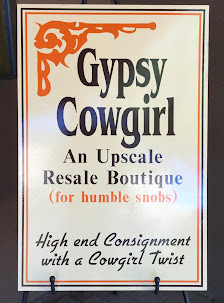 Gypsy
Cowgirl
An Upscale
Resale Boutique
(for humble snobs)
High end Consignment
with a Cowgirl Twist